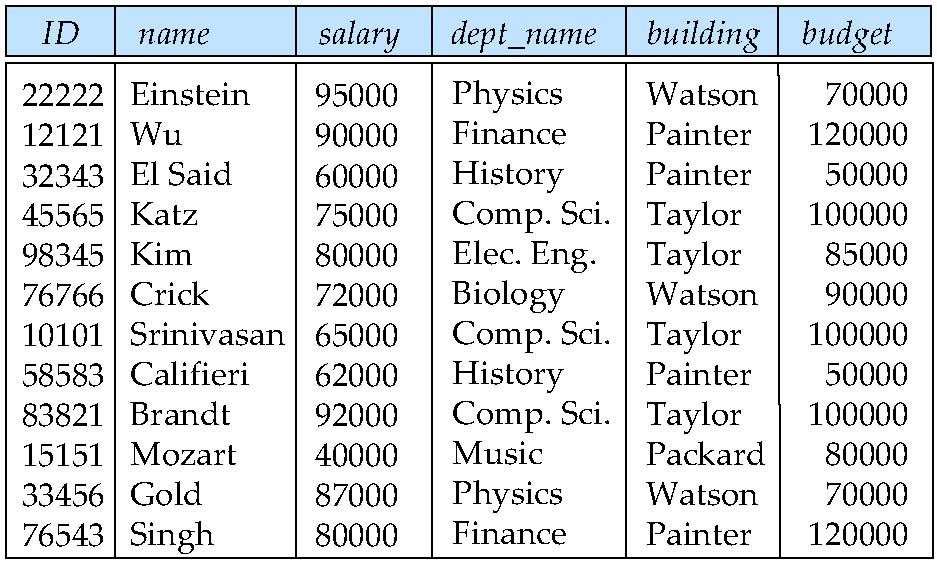 ID name salary dept_name building budget
22222 Einstein 95000 Physics Watson 70000
12121 Wu 90000 Finance Painter 120000
32343 El Said 60000 History Painter 50000
45565 Katz 75000 Comp. Sci. Taylor 100000
98345 Kim 80000 Elec. Eng. Taylor 85000
76766 Crick 72000 Biology Watson 90000
10101 Srinivasan 65000 Comp. Sci. Taylor 100000
58583 Califieri 62000 History Painter 50000
83821 Brandt 92000 Comp. Sci. Taylor 100000
15151 Mozart 40000 Music Packard 80000
33456 Gold 87000 Physics Watson 70000
76543 Singh 80000 Finance Painter 120000